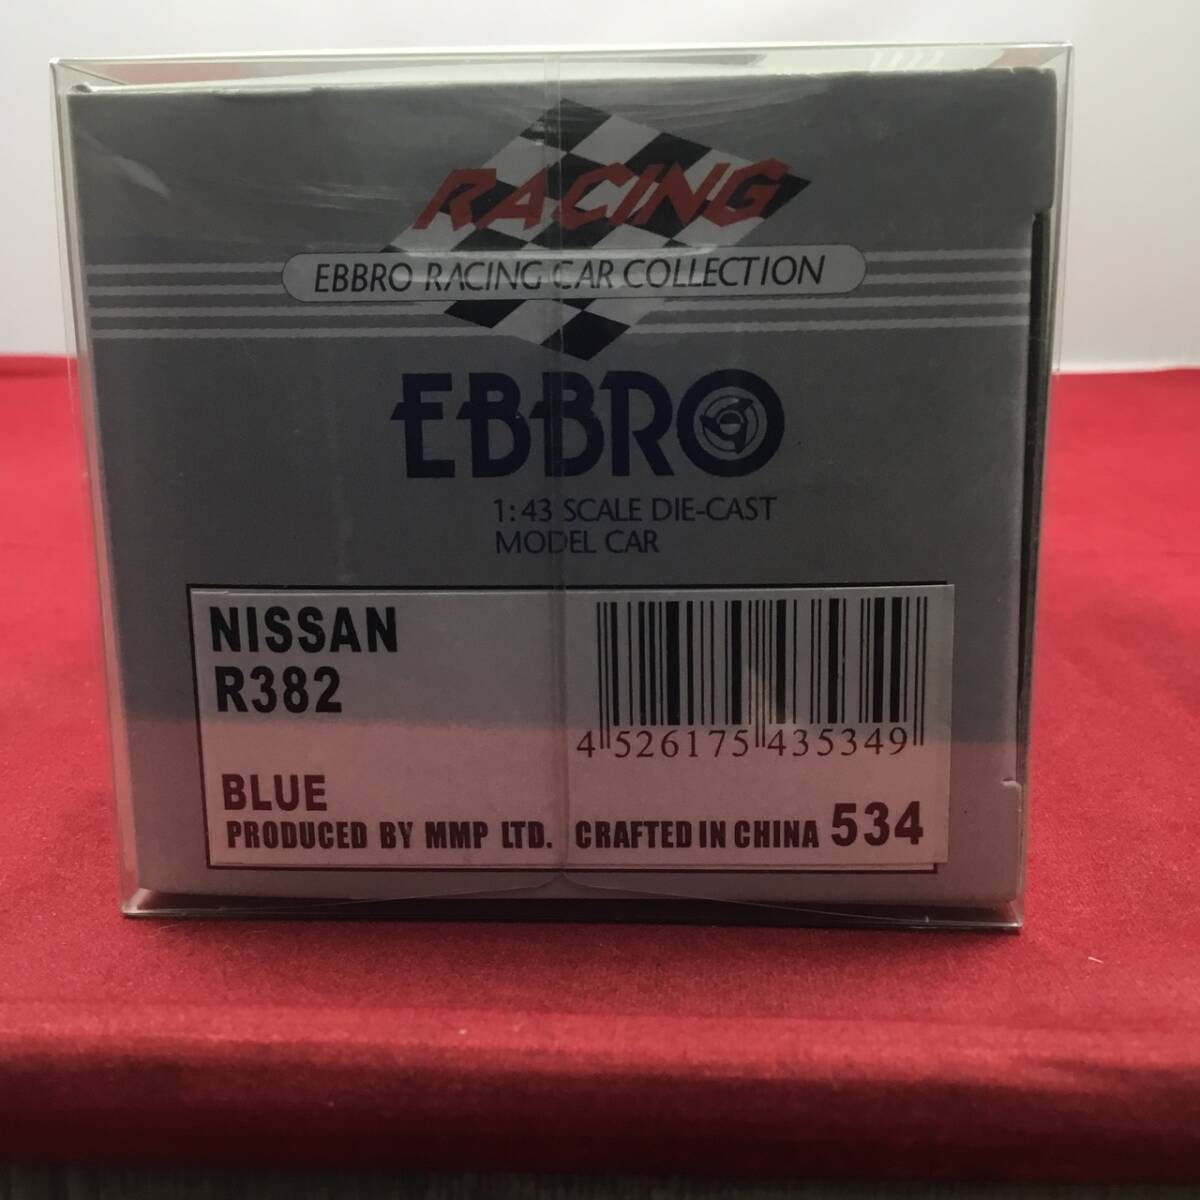 RACING
EBBRO RACING CAR COLLECTION
EBBRO
1:43 SCALE DIE-CAST
MODEL CAR
NISSAN
R382
4 526175 435349
BLUE
PRODUCED BY MMP LTD. CRAFTED IN CHINA 534